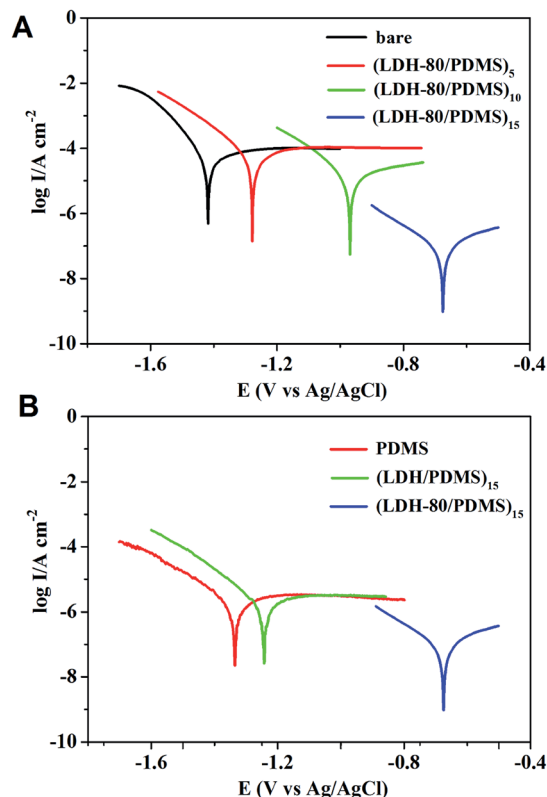 A
0
bare
(LDH-80/PDMS)5
-2
(LDH-80/PDMS)10
(LDH-80/PDMS)15
-4
log I/A cm-2
-6
-8
-10
-1.6 -1.2 -0.8 -0.4
E (V vs Ag/AgCl)
B
0
PDMS
-2
(LDH/PDMS)15
(LDH-80/PDMS)15
-4
log I/A cm-2
-6
-8
-10
-1.6 -1.2 -0.8 -0.4
E (V vs Ag/AgCl)